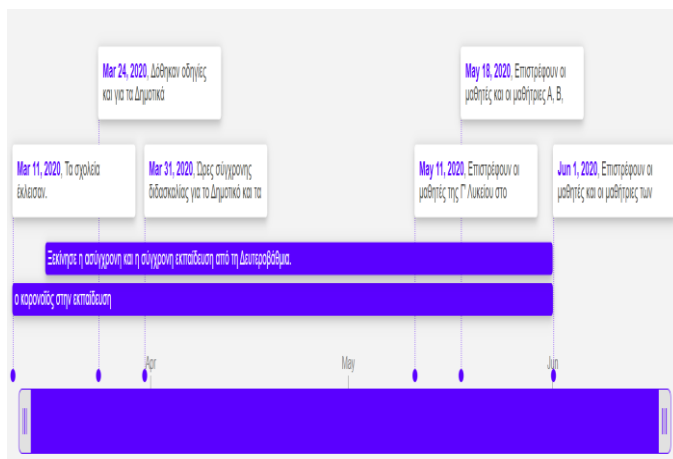 Mar 24, 2020, Δόθηκαν οδηγίες
και για τα Δημοτικά
May 18, 2020, Επιστρέφουν οι
μαθητές και οι μαθήτριες Α, Β,
Mar 11, 2020, Τα σχολεία
έκλεισαν.
Mar 31, 2020, Ώρες σύγχρονης
διδασκαλίας για το Δημοτικό και τα
May 11, 2020, Επιστρέφουν οι
μαθητές της Γ' Λυκείου στο
Jun 1, 2020, Επιστρέφουν οι
μαθητές και οι μαθήτριες των
Ξεκίνησε η ασύγχρονη και η σύγχρονη εκπαίδευση από τη Δευτεροβάθμια.
ο κορονοϊός στην εκπαίδευση
Apr
May
Jun